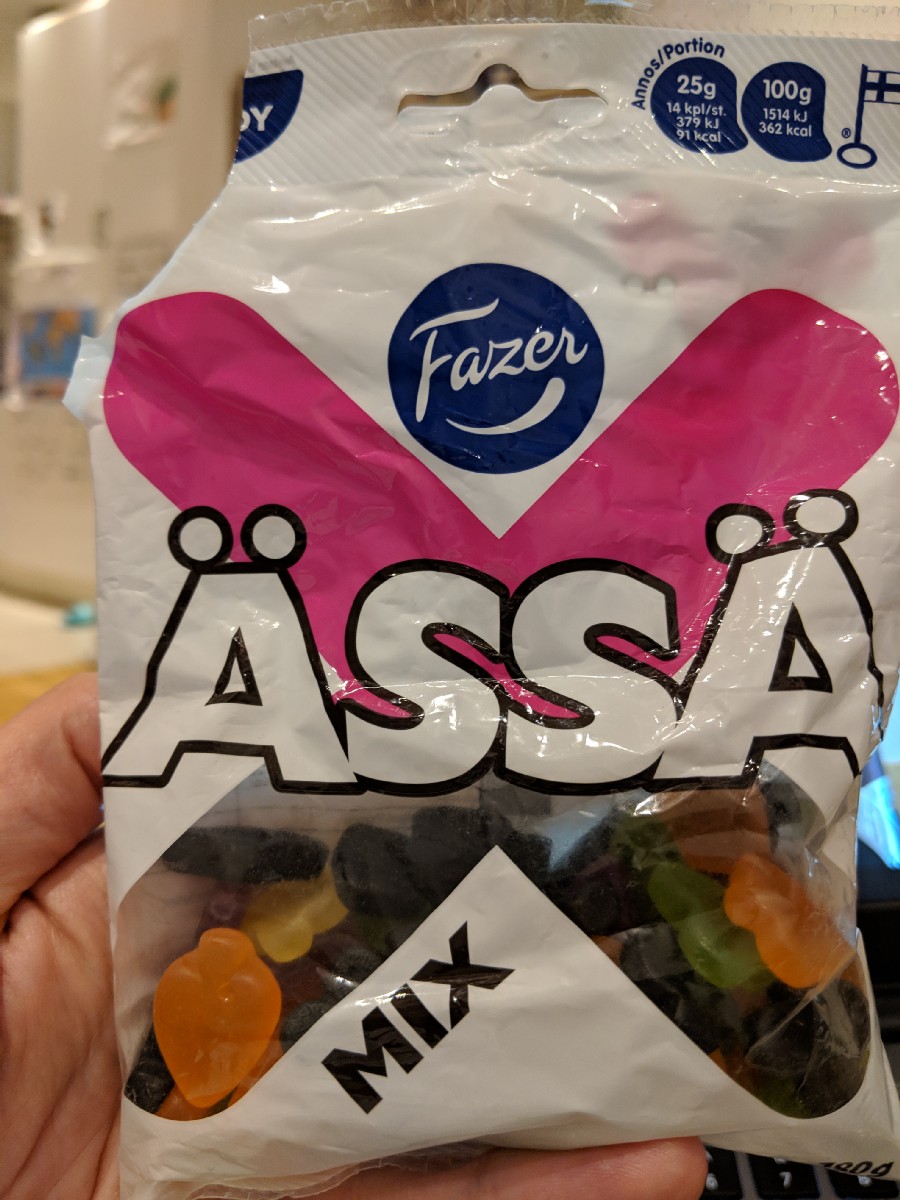 Annos/Portion
25g
14 kpl/st.
379 kJ
91 kcal
100g
1514 kJ
362 kcal
®
Fazer
ÄSSÄ
MIX